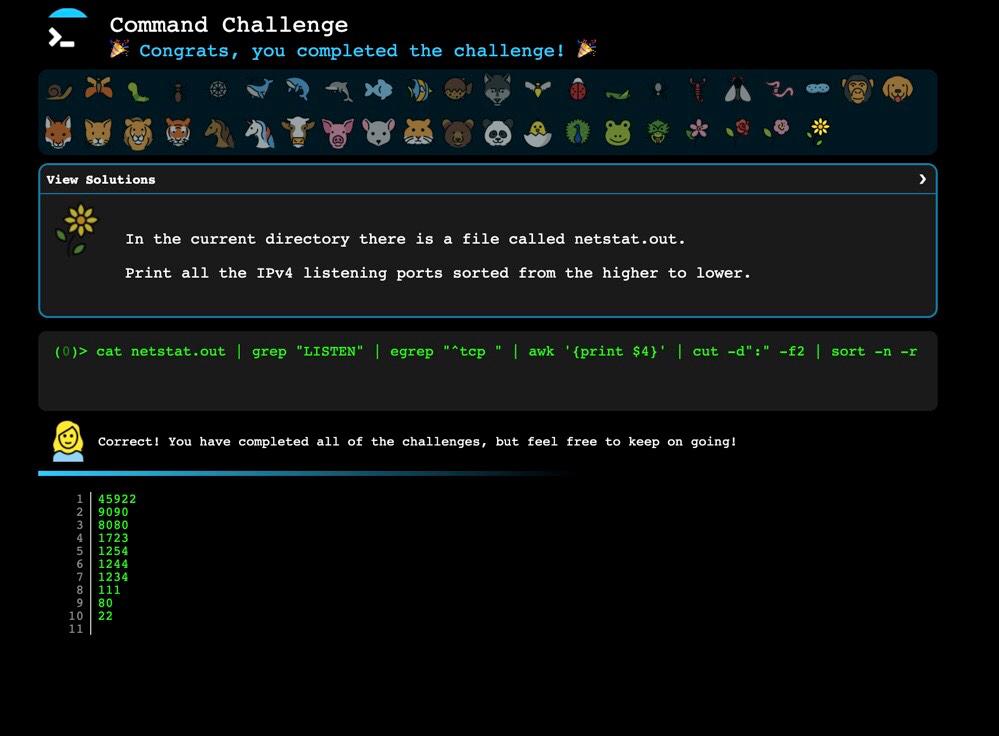 Command Challenge
🎉 Congrats, you completed the challenge! 🎉
View Solutions ❯
In the current directory there is a file called netstat.out.
Print all the IPv4 listening ports sorted from the higher to lower.
(0)> cat netstat.out | grep "LISTEN" | egrep "^tcp " | awk '{print $4}' | cut -d":" -f2 | sort -n -r
Correct! You have completed all of the challenges, but feel free to keep on going!
1 45922
2 9090
3 8080
4 1723
5 1254
6 1244
7 1234
8 111
9 80
10 22
11